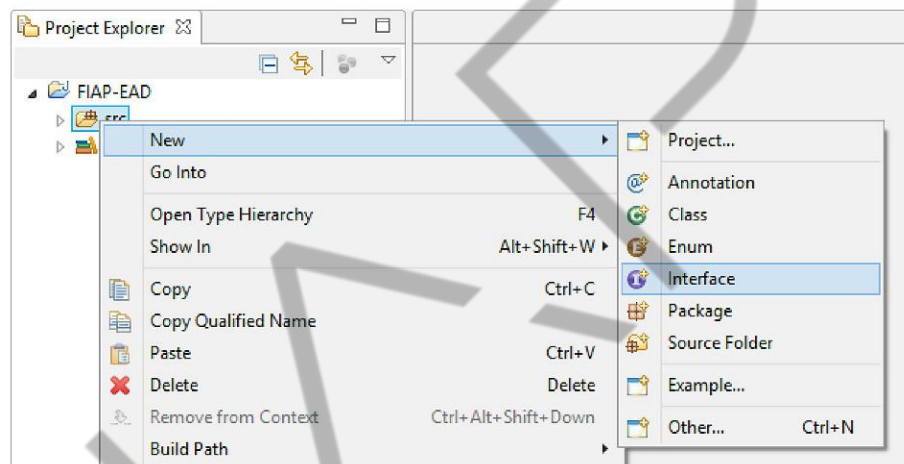 Project Explorer
FIAP-EAD
src
New
Go Into
Open Type Hierarchy F4
Show In Alt+Shift+W
Copy Ctrl+C
Copy Qualified Name
Paste Ctrl+V
Delete Delete
Remove from Context Ctrl+Alt+Shift+Down
Build Path
Project...
Annotation
Class
Enum
Interface
Package
Source Folder
Example...
Other... Ctrl+N